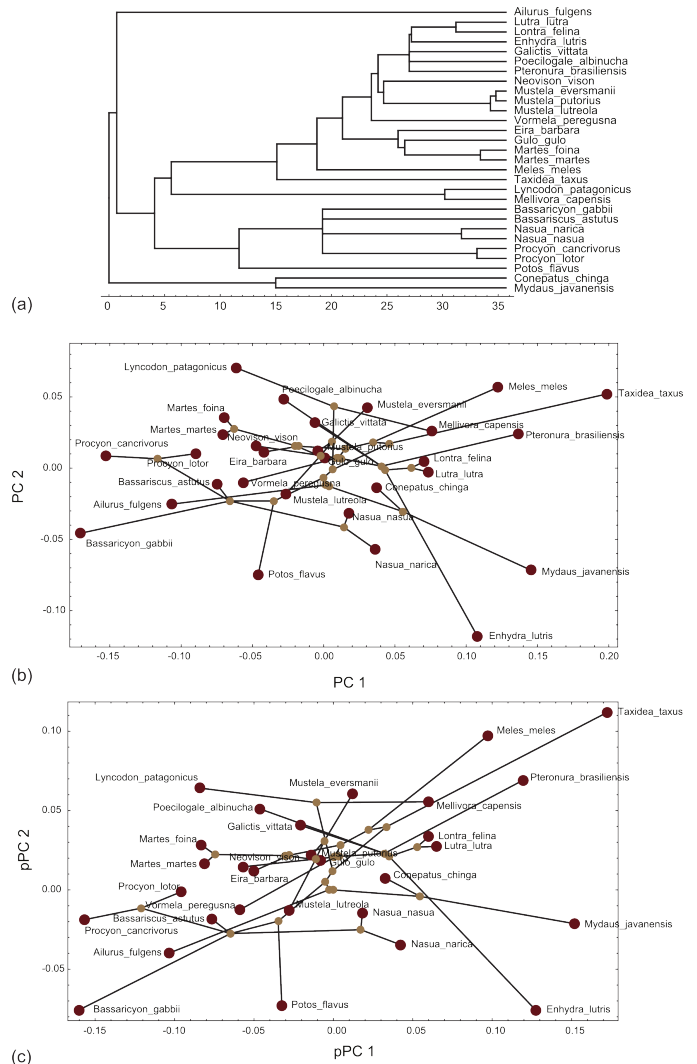 Ailurus_fulgens
Lutra_lutra
Lontra_felina
Enhydra_lutris
Galictis_vittata
Poecilogale_albinucha
Pteronura_brasiliensis
Neovison_vison
Mustela_eversmanii
Mustela_putorius
Mustela_lutreola
Vormela_peregusna
Eira_barbara
Gulo_gulo
Martes_foina
Martes_martes
Meles_meles
Taxidea_taxus
Lyncodon_patagonicus
Mellivora_capensis
Bassaricyon_gabbii
Bassariscus_astutus
Nasua_narica
Nasua_nasua
Procyon_cancrivorus
Procyon_lotor
Potos_flavus
Conepatus_chinga
Mydaus_javanensis
(a)
0 5 10 15 20 25 30 35
Lyncodon_patagonicus
Poecilogale_albinucha
Meles_meles
Taxidea_taxus
Mustela_eversmanii
Martes_foina
Galictis_vittata
Mellivora_capensis
Martes_martes
Neovison_vison
Pteronura_brasiliensis
Procyon_cancrivorus
Mustela_putorius
Procyon_lotor
Eira_barbara
Gulo_gulo
Lontra_felina
Lutra_lutra
Bassariscus_astutus
Vormela_peregusna
Conepatus_chinga
Ailurus_fulgens
Mustela_lutreola
Nasua_nasua
Bassaricyon_gabbii
Nasua_narica
Potos_flavus
Mydaus_javanensis
Enhydra_lutris
0.05
0.00
-0.05
-0.10
PC 2
-0.15 -0.10 -0.05 0.00 0.05 0.10 0.15 0.20
PC 1
(b)
Taxidea_taxus
Meles_meles
Lyncodon_patagonicus
Mustela_eversmanii
Pteronura_brasiliensis
Poecilogale_albinucha
Mellivora_capensis
Galictis_vittata
Martes_foina
Lontra_felina
Lutra_lutra
Martes_martes
Neovison_vison
Mustela_putorius
Gulo_gulo
Eira_barbara
Conepatus_chinga
Procyon_lotor
Vormela_peregusna
Mustela_lutreola
Bassariscus_astutus
Nasua_nasua
Procyon_cancrivorus
Mydaus_javanensis
Ailurus_fulgens
Nasua_narica
Bassaricyon_gabbii
Potos_flavus
Enhydra_lutris
0.10
0.05
0.00
-0.05
pPC 2
-0.15 -0.10 -0.05 0.00 0.05 0.10 0.15
pPC 1
(c)